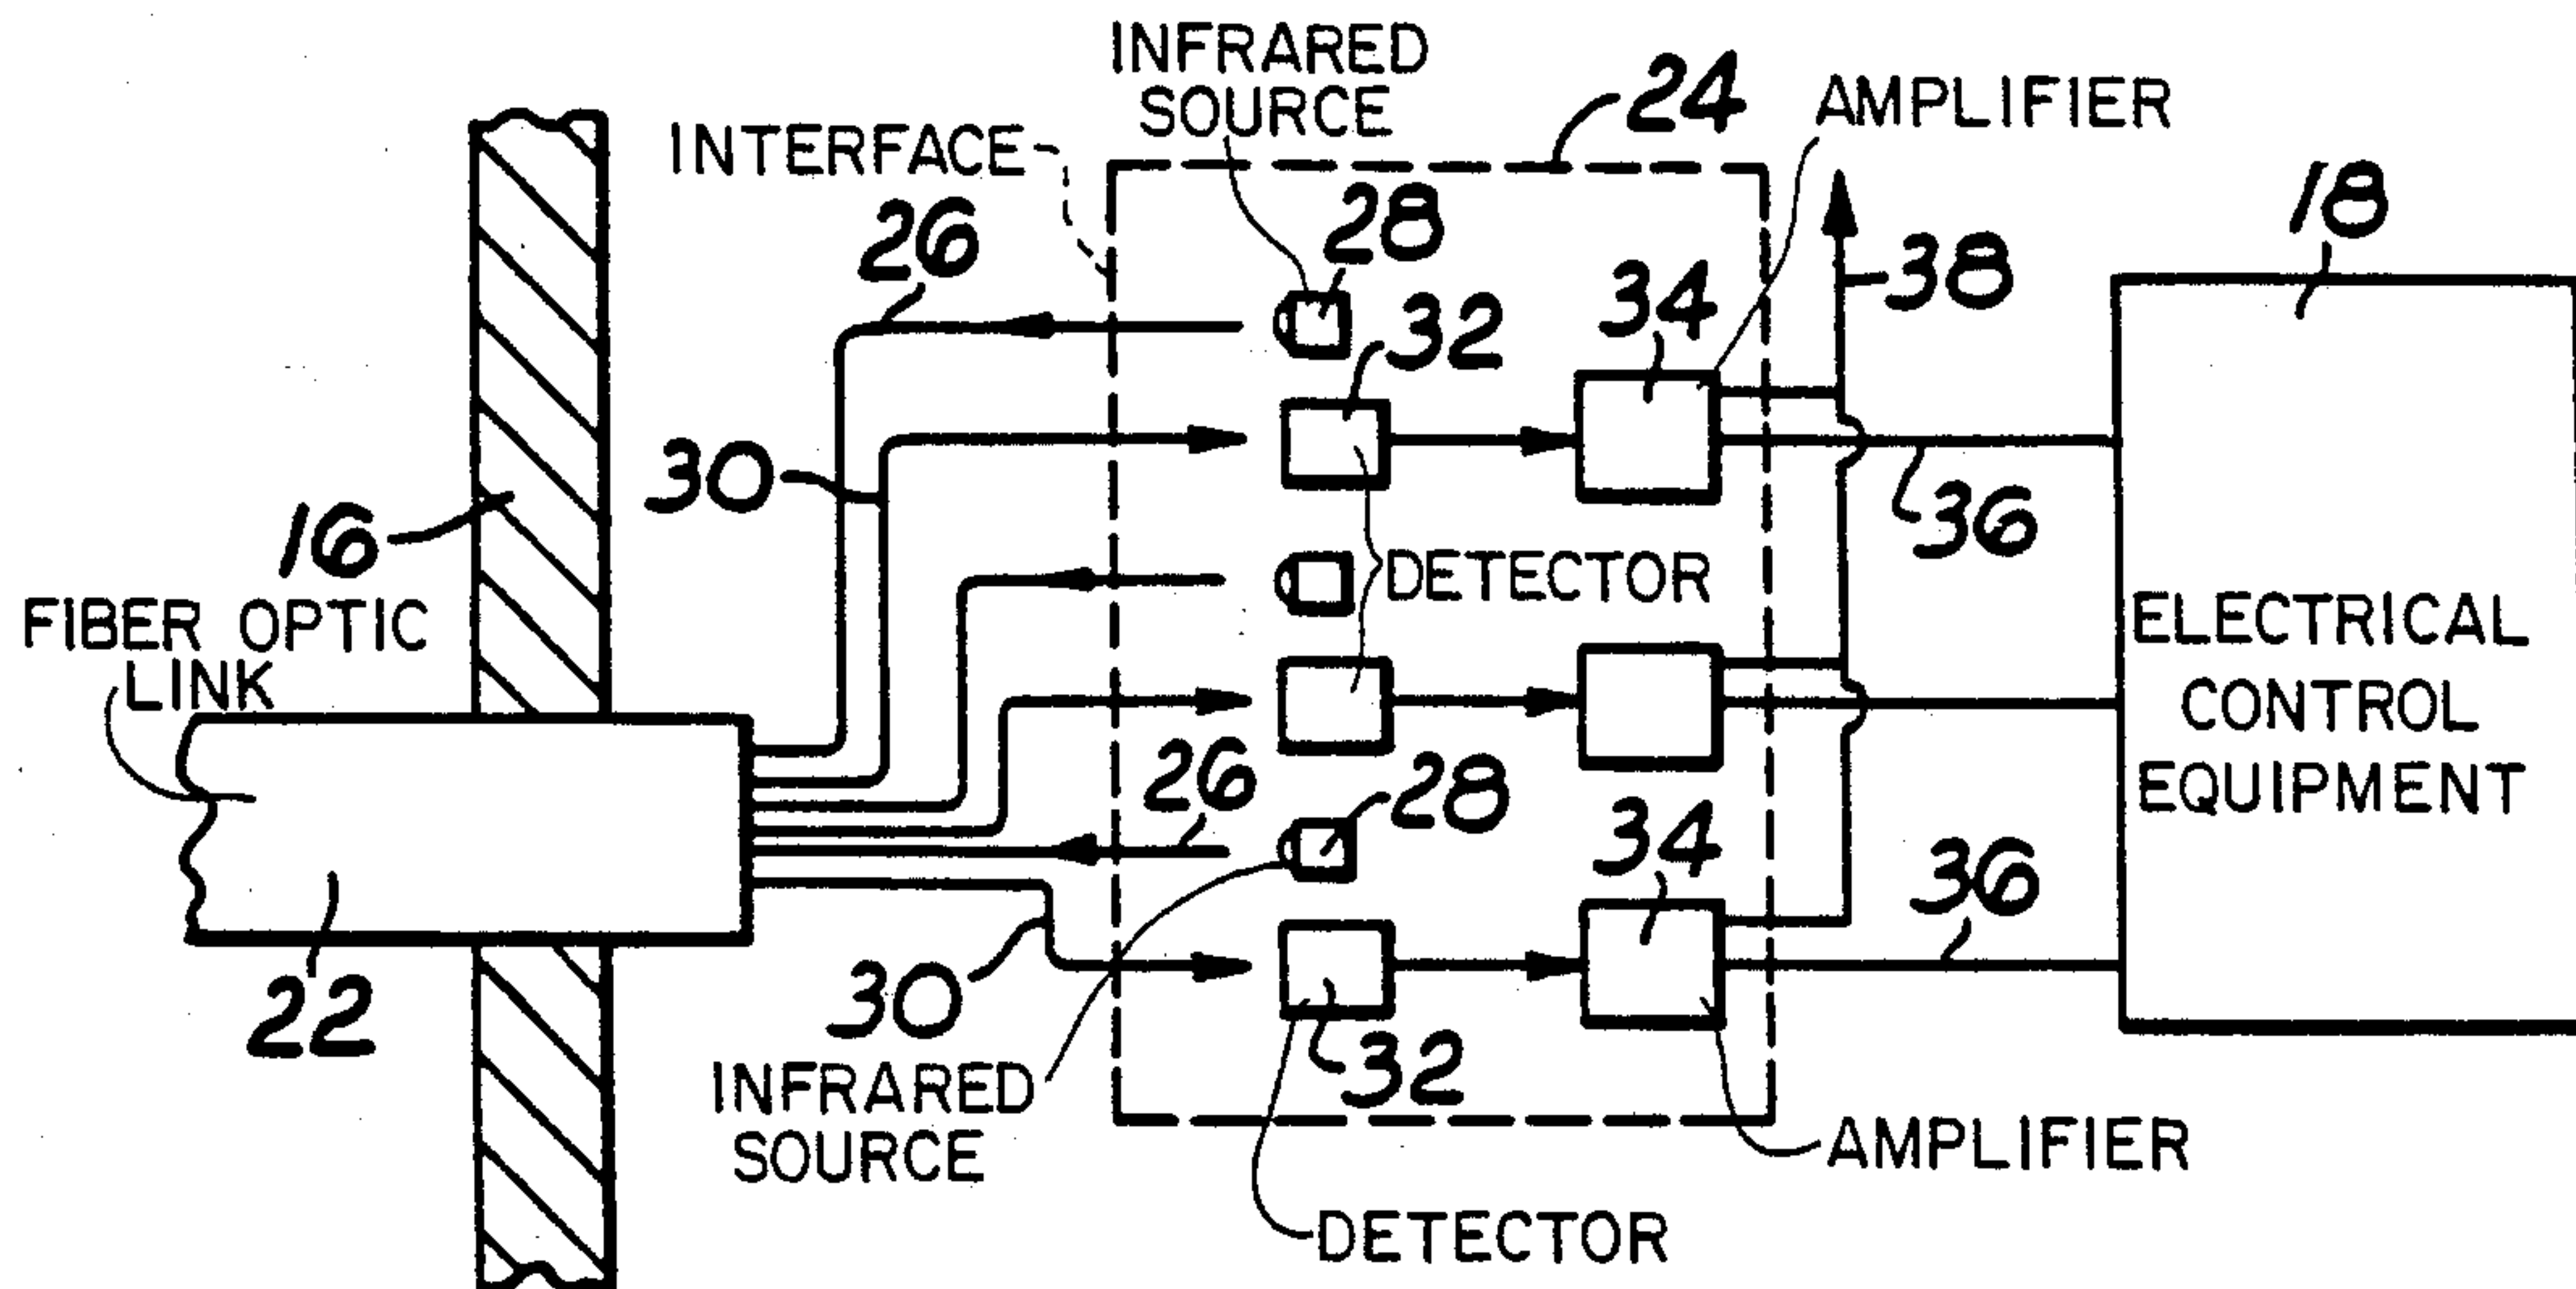 INFRARED
SOURCE
24
AMPLIFIER
INTERFACE
18
26
28
38
34
32
30
36
16
DETECTOR
FIBER OPTIC
LINK
ELECTRICAL
CONTROL
EQUIPMENT
26
28
34
36
22
30
32
INFRARED
SOURCE
AMPLIFIER
DETECTOR